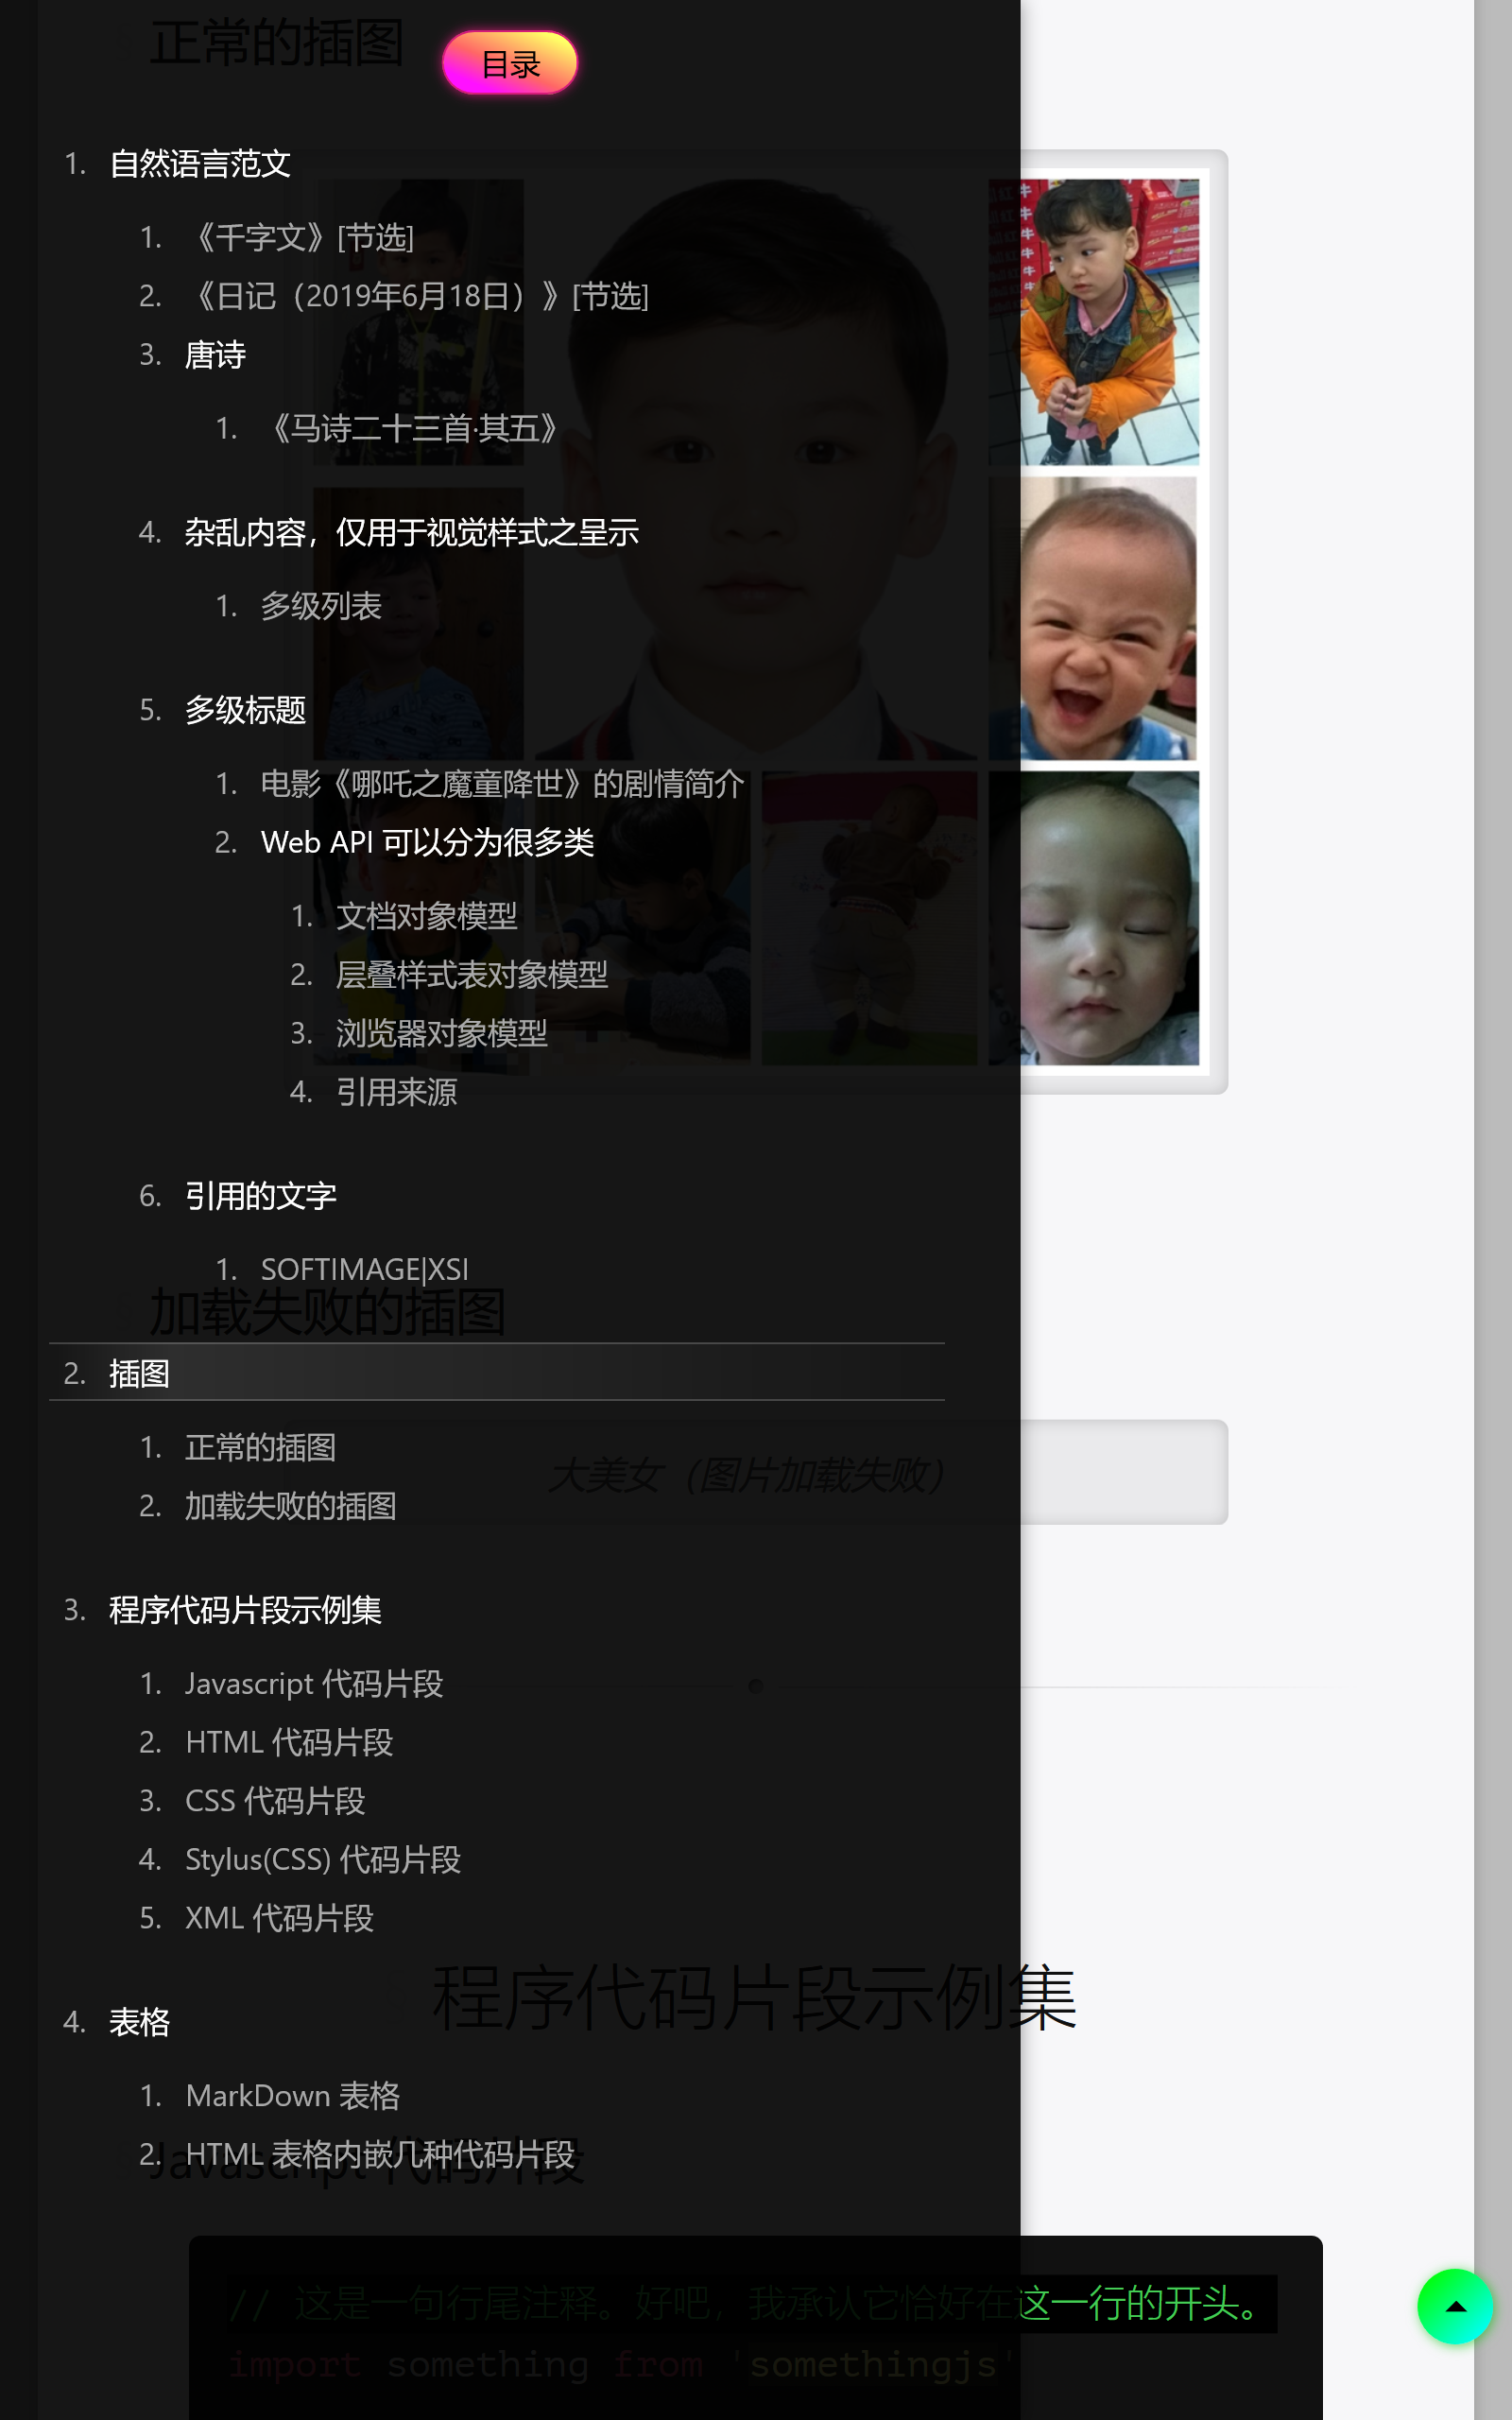 正常的插图
目录
1. 自然语言范文
1. 《千字文》[节选]
2. 《日记（2019年6月18日）》[节选]
3. 唐诗
1. 《马诗二十三首·其五》
4. 杂乱内容，仅用于视觉样式之呈示
1. 多级列表
5. 多级标题
1. 电影《哪吒之魔童降世》的剧情简介
2. Web API 可以分为很多类
1. 文档对象模型
2. 层叠样式表对象模型
3. 浏览器对象模型
4. 引用来源
6. 引用的文字
1. SOFTIMAGE|XSI
加载失败的插图
2. 插图
1. 正常的插图
大美女（图片加载失败）
2. 加载失败的插图
3. 程序代码片段示例集
1. Javascript 代码片段
2. HTML 代码片段
3. CSS 代码片段
4. Stylus(CSS) 代码片段
5. XML 代码片段
程序代码片段示例集
4. 表格
1. MarkDown 表格
2. HTML 表格内嵌几种代码片段
Javascript 代码片段
// 这是一句行尾注释。好吧，我承认它恰好在这一行的开头。
import something from 'somethingjs'